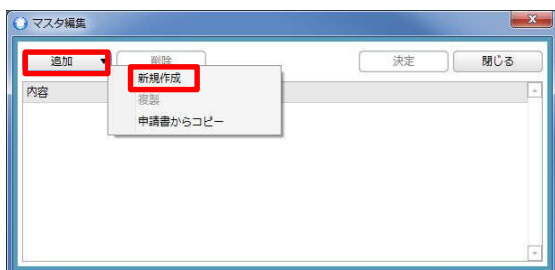 マスタ編集
追加 ▼
削除
決定
閉じる
新規作成
内容
複製
申請書からコピー